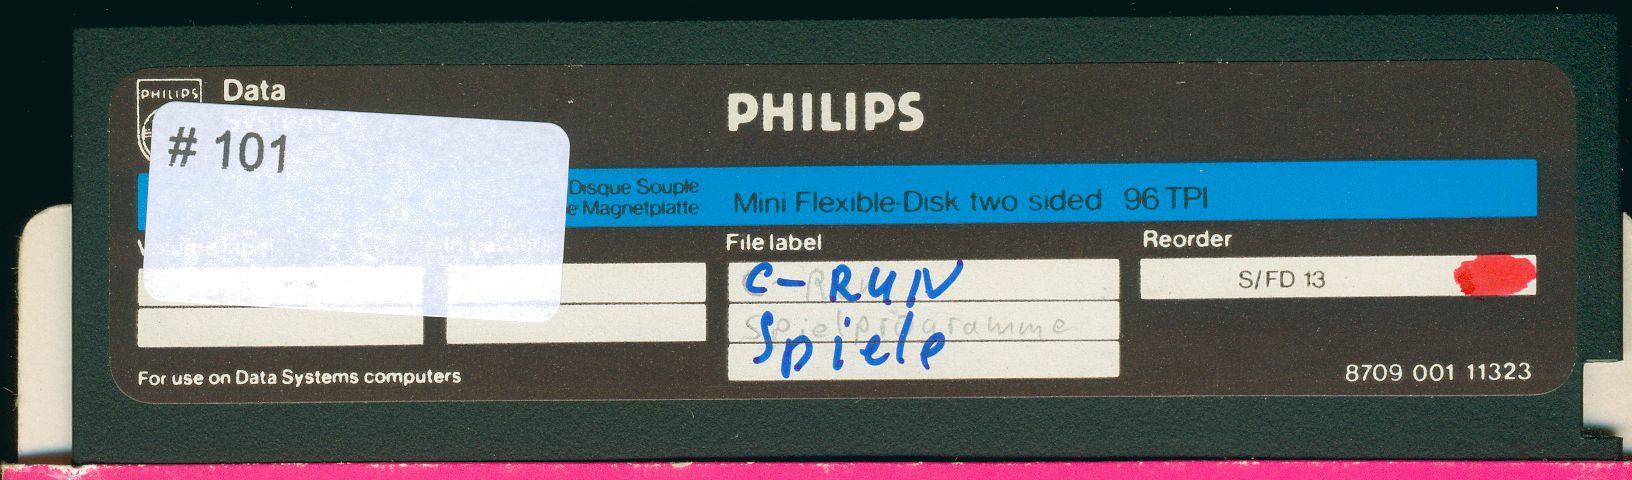 PHILIPS
Data
Systems
# 101
PHILIPS
Disque Souple
Magnetplatte
Mini Flexible-Disk two sided 96 TPI
File label
Reorder
C-RUN
Spielprogramme
Spiele
S/FD 13
For use on Data Systems computers
8709 001 11323